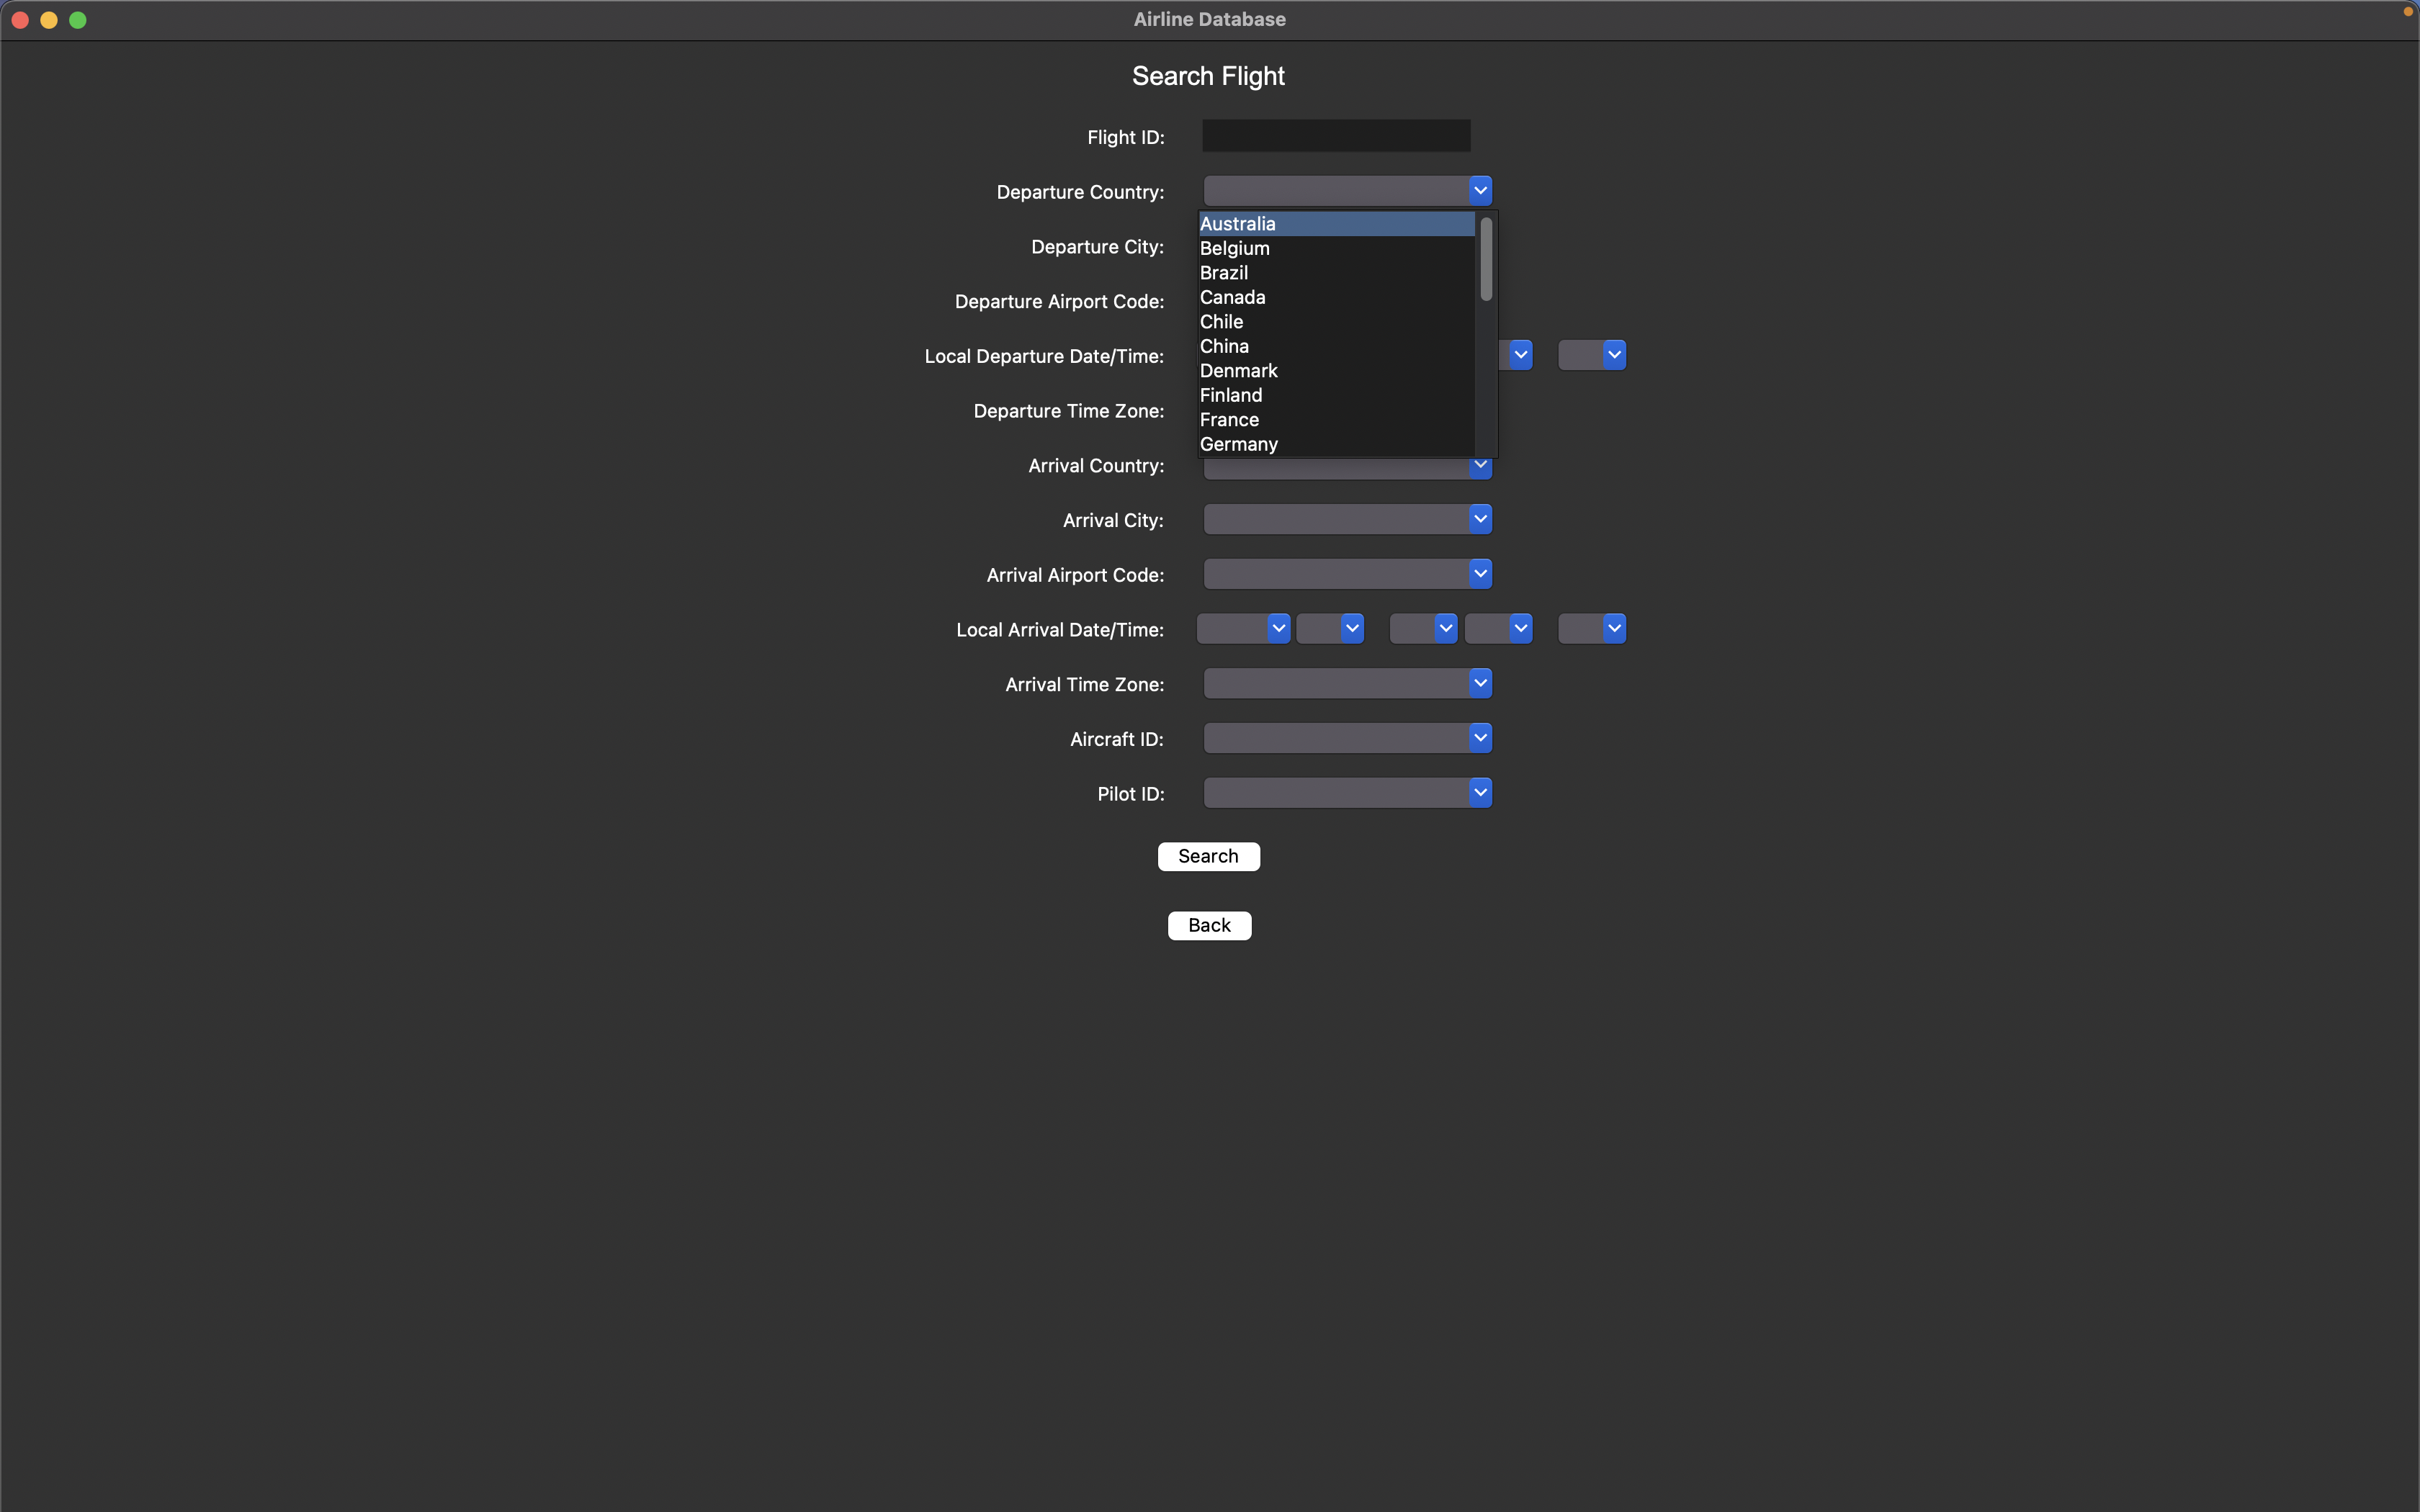 Airline Database
Search Flight
Flight ID:
Departure Country:
Australia
Departure City:
Belgium
Brazil
Departure Airport Code:
Canada
Chile
Local Departure Date/Time:
China
Denmark
Finland
Departure Time Zone:
France
Germany
Arrival Country:
Arrival City:
Arrival Airport Code:
Local Arrival Date/Time:
Arrival Time Zone:
Aircraft ID:
Pilot ID:
Search
Back